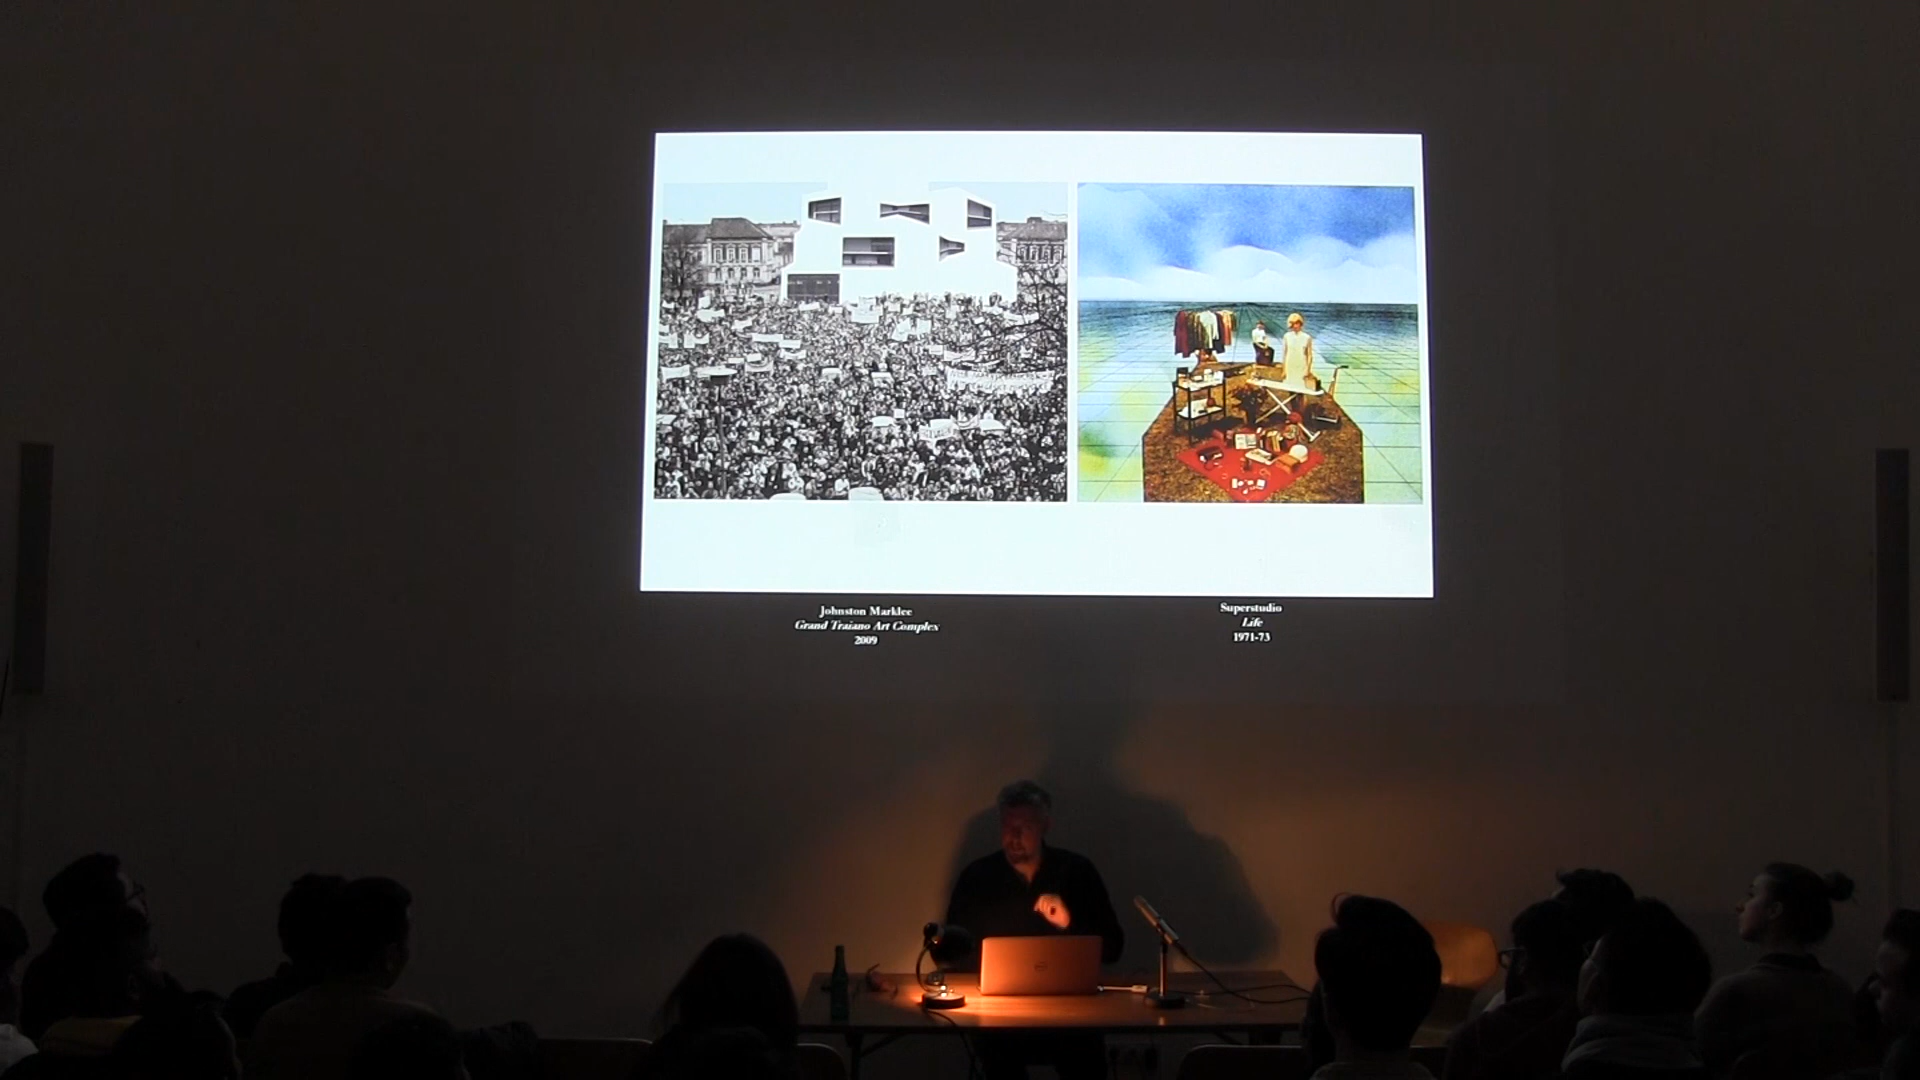 Johnston Marklee
Grand Traiano Art Complex
2009
Superstudio
Life
1971-73